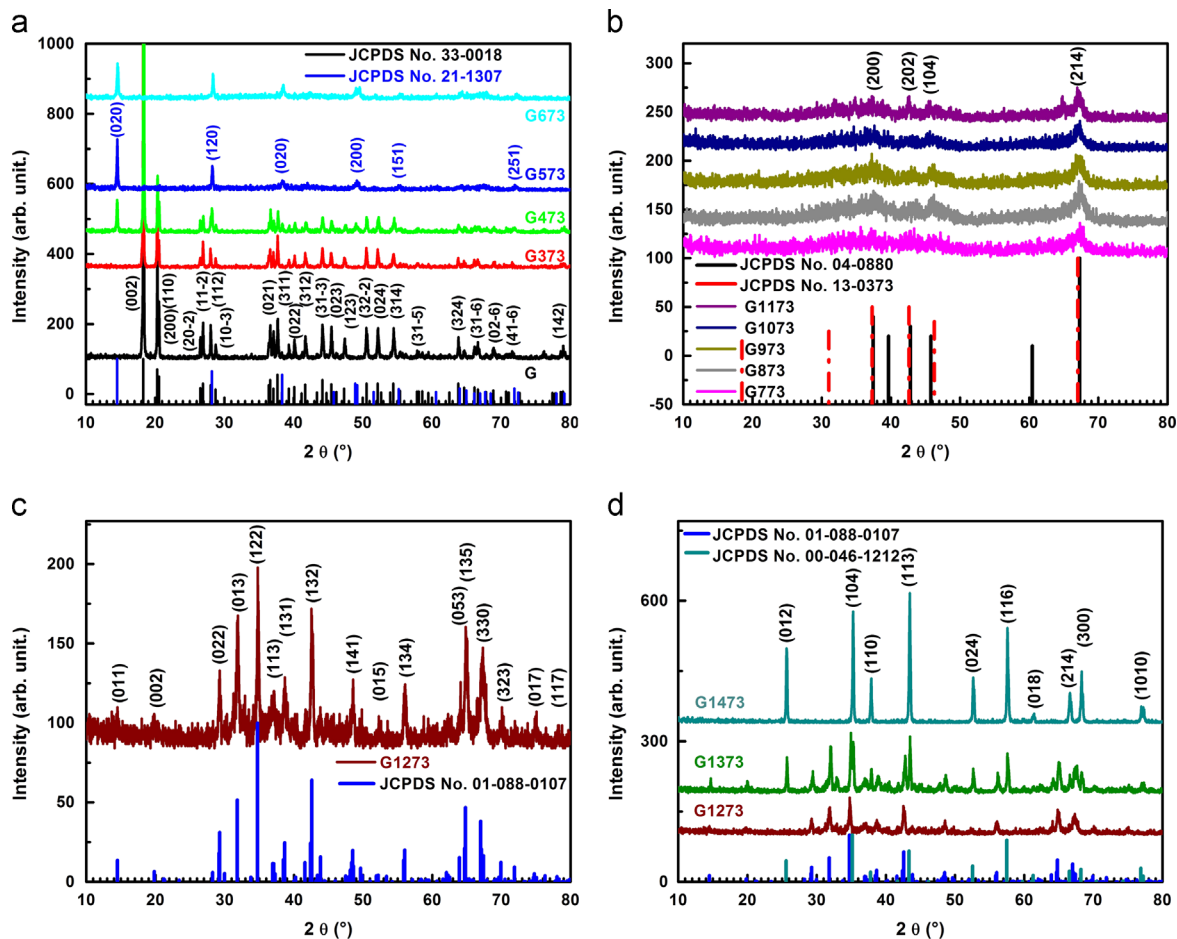 a
1000
800
600
400
200
0
Intensity (arb. unit.)
JCPDS No. 33-0018
JCPDS No. 21-1307
G673
(020)
(120)
(020)
(200)
(151)
(251)
G573
G473
G373
(002)
(200)(110)
(20-2)
(11-2)
(112)
(10-3)
(021)
(311)
(022)
(312)
(31-3)
(023)
(123)
(32-2)
(024)
(314)
(31-5)
(324)
(31-6)
(02-6)
(41-6)
(142)
G
10 20 30 40 50 60 70 80
2 θ (°)
b
300
250
200
150
100
50
0
-50
Intensity (arb. unit.)
(200)
(202)
(104)
(214)
JCPDS No. 04-0880
JCPDS No. 13-0373
G1173
G1073
G973
G873
G773
10 20 30 40 50 60 70 80
2 θ (°)
c
200
150
100
50
0
Intensity (arb. unit.)
(011)
(002)
(022)
(013)
(122)
(113)
(131)
(132)
(141)
(015)
(134)
(053)
(135)
(330)
(323)
(017)
(117)
G1273
JCPDS No. 01-088-0107
10 20 30 40 50 60 70 80
2 θ (°)
d
600
300
0
Intensity (arb. unit.)
JCPDS No. 01-088-0107
JCPDS No. 00-046-1212
(012)
(104)
(110)
(113)
(024)
(116)
(018)
(214)
(300)
(1010)
G1473
G1373
G1273
10 20 30 40 50 60 70 80
2 θ (°)